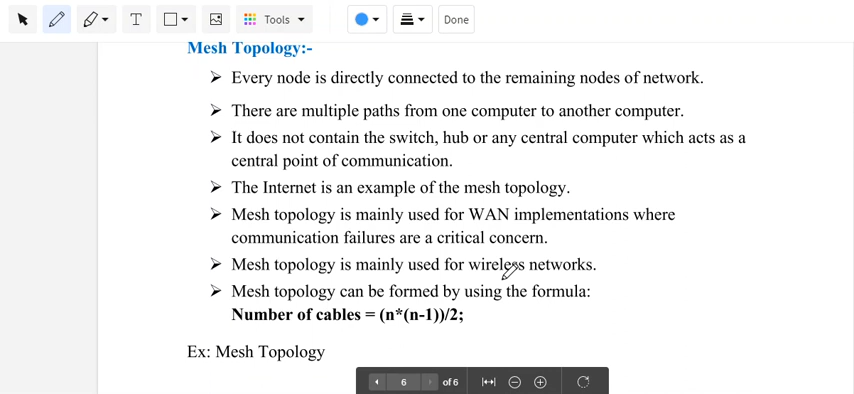 Tools
Done
Mesh Topology:-
➢ Every node is directly connected to the remaining nodes of network.
➢ There are multiple paths from one computer to another computer.
➢ It does not contain the switch, hub or any central computer which acts as a
central point of communication.
➢ The Internet is an example of the mesh topology.
➢ Mesh topology is mainly used for WAN implementations where
communication failures are a critical concern.
➢ Mesh topology is mainly used for wireless networks.
➢ Mesh topology can be formed by using the formula:
Number of cables = (n*(n-1))/2;
Ex: Mesh Topology
6 of 6